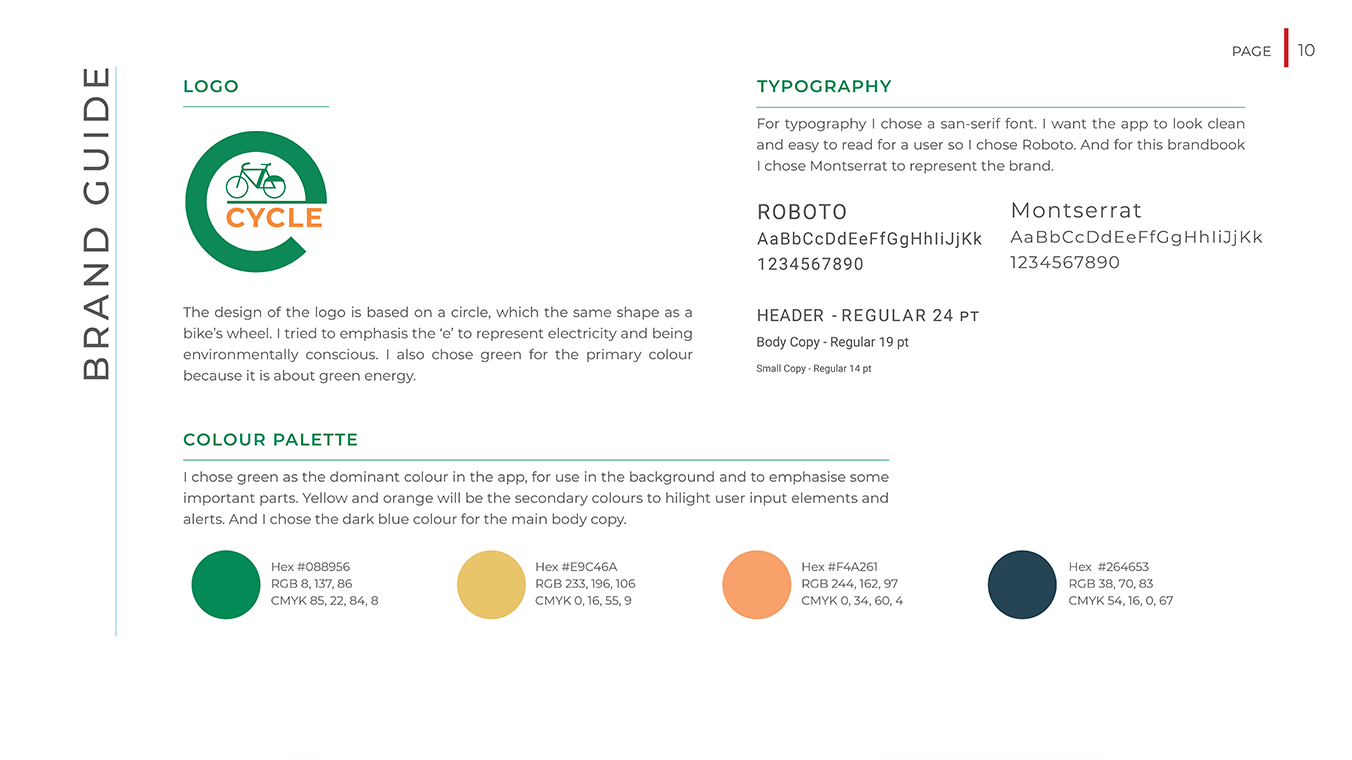 PAGE 10
BRAND GUIDE
LOGO
CYCLE
The design of the logo is based on a circle, which the same shape as a
bike's wheel. I tried to emphasis the 'e' to represent electricity and being
environmentally conscious. I also chose green for the primary colour
because it is about green energy.
TYPOGRAPHY
For typography I chose a san-serif font. I want the app to look clean
and easy to read for a user so I chose Roboto. And for this brandbook
I chose Montserrat to represent the brand.
ROBOTO
AaBbCcDdEeFfGgHhIiJjKk
1234567890
Montserrat
AaBbCcDdEeFfGgHhIiJjKk
1234567890
HEADER - REGULAR 24 PT
Body Copy - Regular 19 pt
Small Copy - Regular 14 pt
COLOUR PALETTE
I chose green as the dominant colour in the app, for use in the background and to emphasise some
important parts. Yellow and orange will be the secondary colours to hilight user input elements and
alerts. And I chose the dark blue colour for the main body copy.
Hex #088956
RGB 8, 137, 86
CMYK 85, 22, 84, 8
Hex #E9C46A
RGB 233, 196, 106
CMYK 0, 16, 55, 9
Hex #F4A261
RGB 244, 162, 97
CMYK 0, 34, 60, 4
Hex #264653
RGB 38, 70, 83
CMYK 54, 16, 0, 67